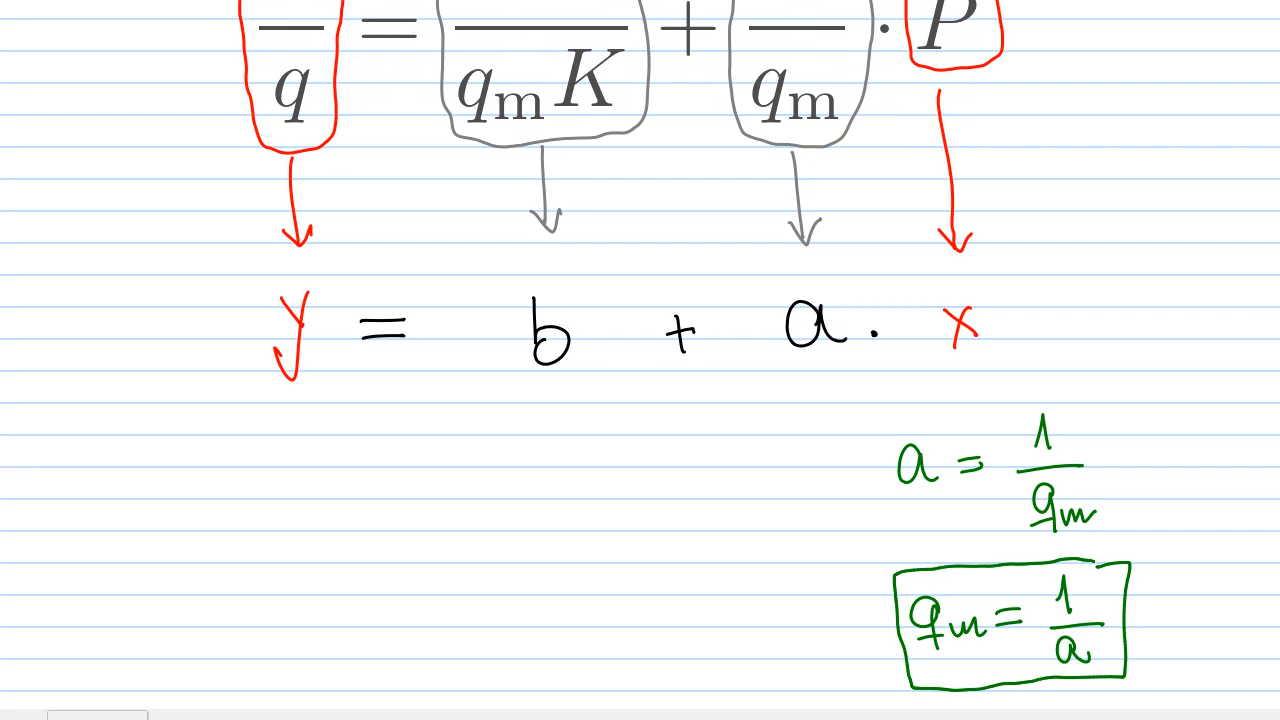 — = — + — · P
q q_m K q_m
y = b + a · x
a = 1/q_m
q_m = 1/a